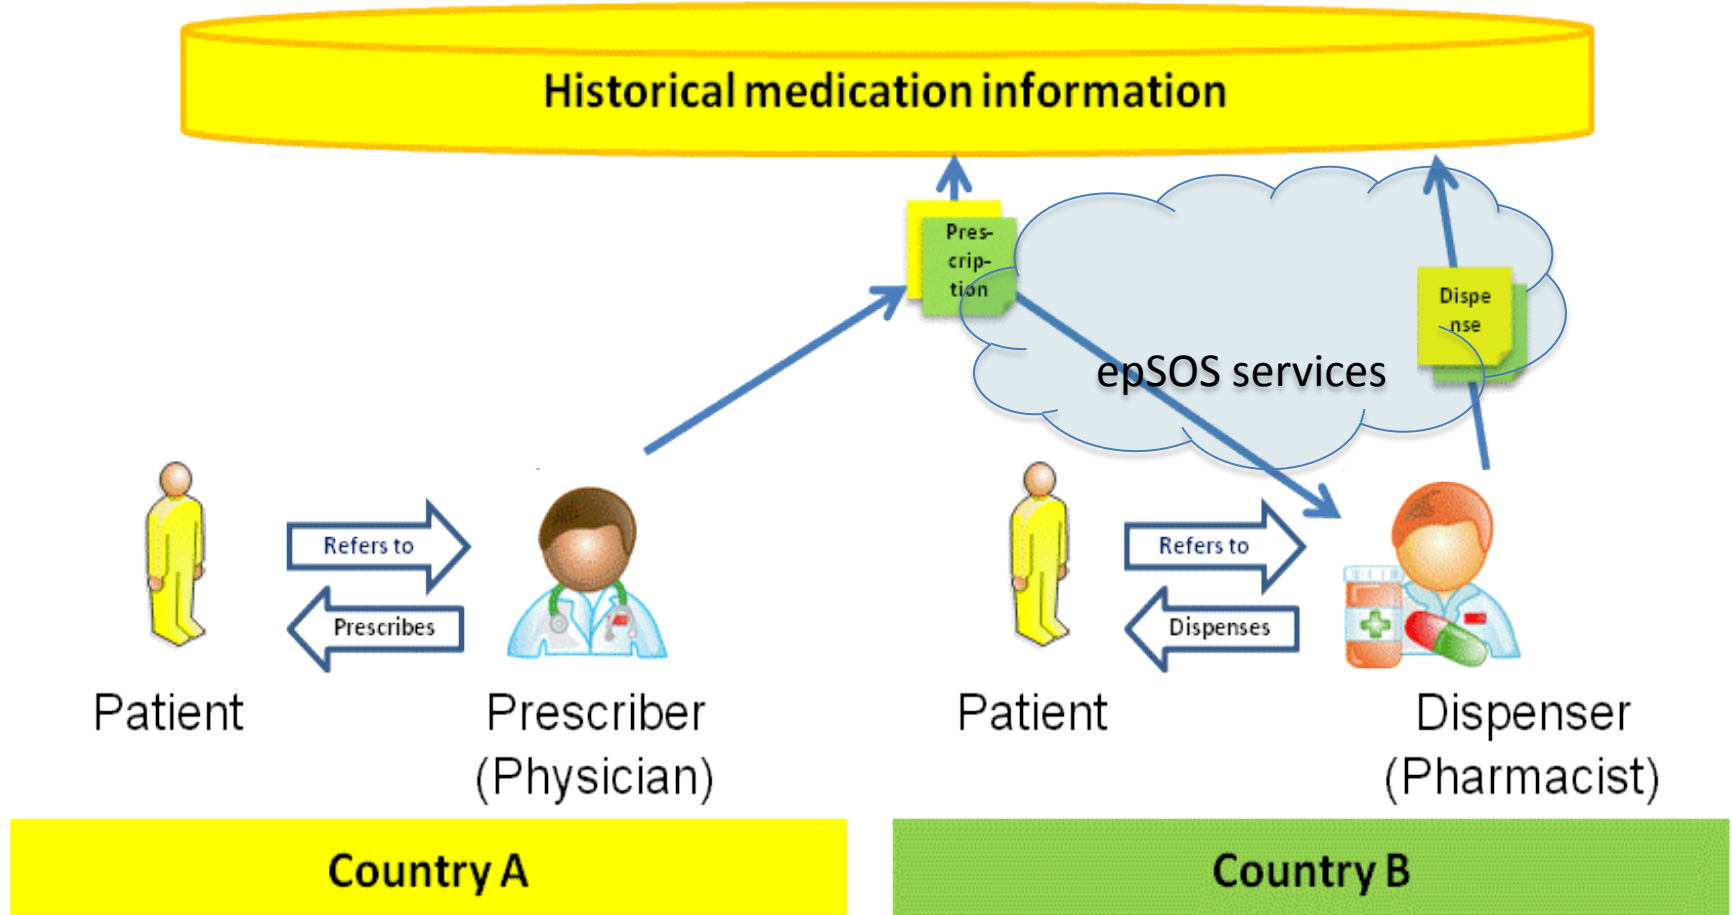 Historical medication information
Pres-
crip-
tion
Dispe
nse
epSOS services
Refers to
Prescribes
Refers to
Dispenses
Patient
Prescriber
(Physician)
Patient
Dispenser
(Pharmacist)
Country A
Country B